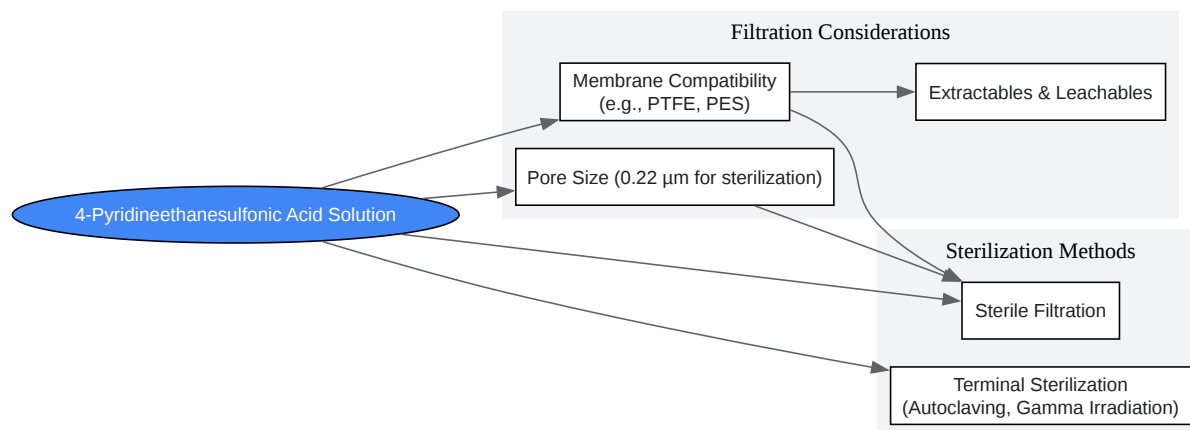 Filtration Considerations
Membrane Compatibility
(e.g., PTFE, PES)
Extractables & Leachables
Pore Size (0.22 µm for sterilization)
4-Pyridineethanesulfonic Acid Solution
Sterilization Methods
Sterile Filtration
Terminal Sterilization
(Autoclaving, Gamma Irradiation)